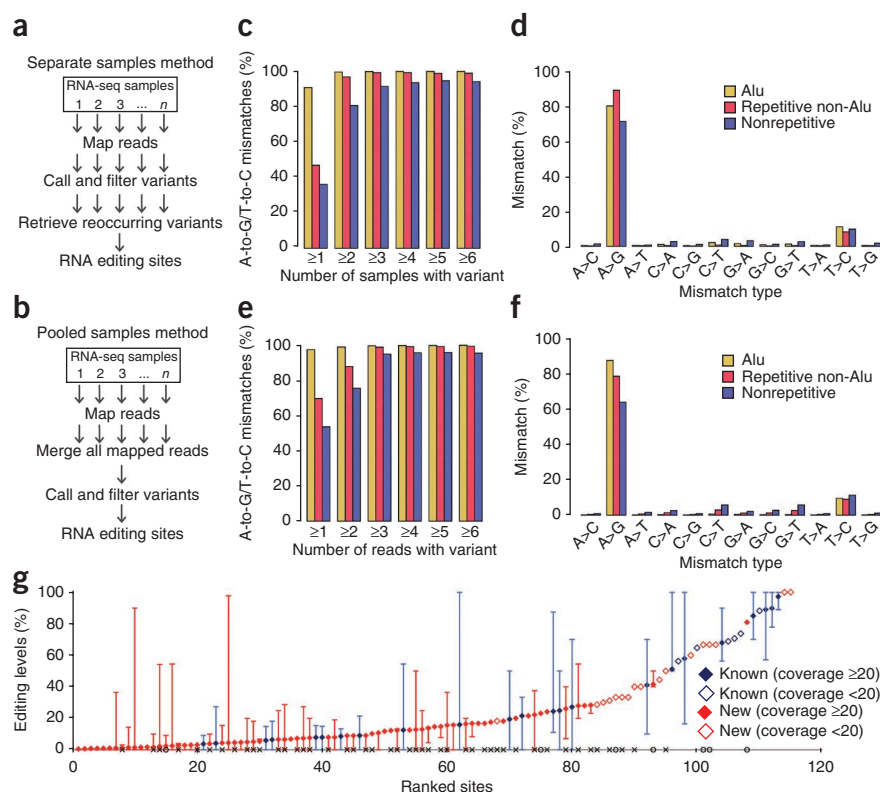 a
Separate samples method
RNA-seq samples
1 2 3 ... n
Map reads
Call and filter variants
Retrieve reoccurring variants
RNA editing sites
b
Pooled samples method
RNA-seq samples
1 2 3 ... n
Map reads
Merge all mapped reads
Call and filter variants
RNA editing sites
c
A-to-G/T-to-C mismatches (%)
100
80
60
40
20
0
≥1 ≥2 ≥3 ≥4 ≥5 ≥6
Number of samples with variant
d
Mismatch (%)
100
80
60
40
20
0
Alu
Repetitive non-Alu
Nonrepetitive
A>C A>G A>T C>A C>G C>T G>A G>C G>T T>A T>C T>G
Mismatch type
e
A-to-G/T-to-C mismatches (%)
100
80
60
40
20
0
≥1 ≥2 ≥3 ≥4 ≥5 ≥6
Number of reads with variant
f
Mismatch (%)
100
80
60
40
20
0
Alu
Repetitive non-Alu
Nonrepetitive
A>C A>G A>T C>A C>G C>T G>A G>C G>T T>A T>C T>G
Mismatch type
g
Editing levels (%)
100
80
60
40
20
0
Known (coverage ≥20)
Known (coverage <20)
New (coverage ≥20)
New (coverage <20)
0 20 40 60 80 100 120
Ranked sites